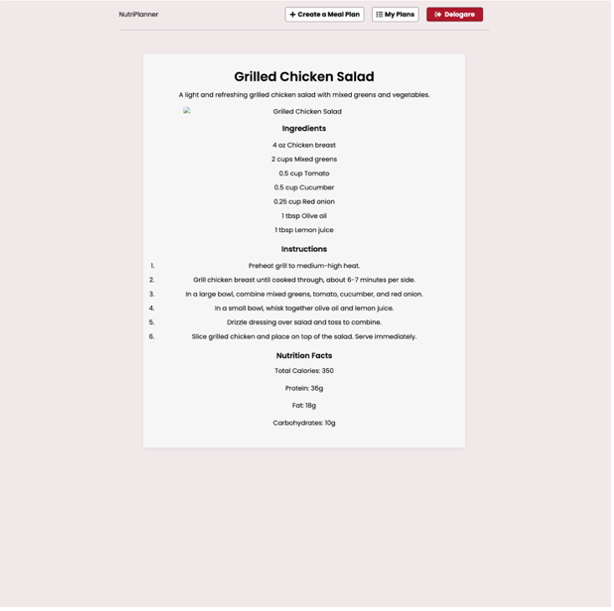 NutriPlanner
Create a Meal Plan
My Plans
Delogare
Grilled Chicken Salad
A light and refreshing grilled chicken salad with mixed greens and vegetables.
Grilled Chicken Salad
Ingredients
4 oz Chicken breast
2 cups Mixed greens
0.5 cup Tomato
0.5 cup Cucumber
0.25 cup Red onion
1 tbsp Olive oil
1 tbsp Lemon juice
Instructions
1. Preheat grill to medium-high heat.
2. Grill chicken breast until cooked through, about 6-7 minutes per side.
3. In a large bowl, combine mixed greens, tomato, cucumber, and red onion.
4. In a small bowl, whisk together olive oil and lemon juice.
5. Drizzle dressing over salad and toss to combine.
6. Slice grilled chicken and place on top of the salad. Serve immediately.
Nutrition Facts
Total Calories: 350
Protein: 36g
Fat: 18g
Carbohydrates: 10g